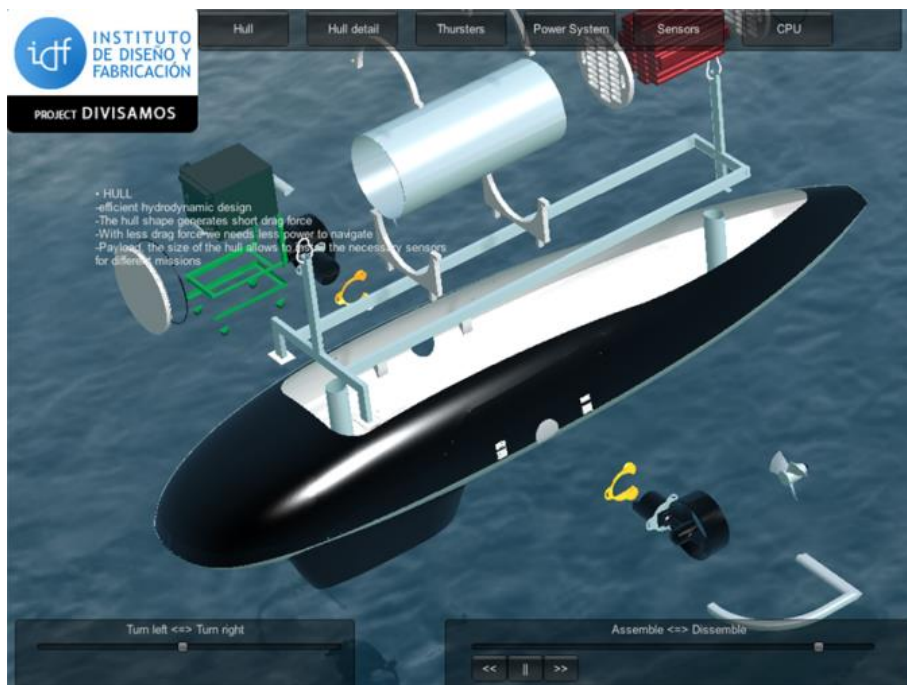 idf
INSTITUTO
DE DISEÑO Y
FABRICACIÓN
PROJECT DIVISAMOS
Hull
Hull detail
Thursters
Power System
Sensors
CPU
• HULL
-efficient hydrodynamic design
-The hull shape generates short drag force
-With less drag force we needs less power to navigate
-Payload, the size of the hull allows to install the necessary sensors
for different missions
Turn left <=> Turn right
Assemble <=> Dissemble
<< || >>